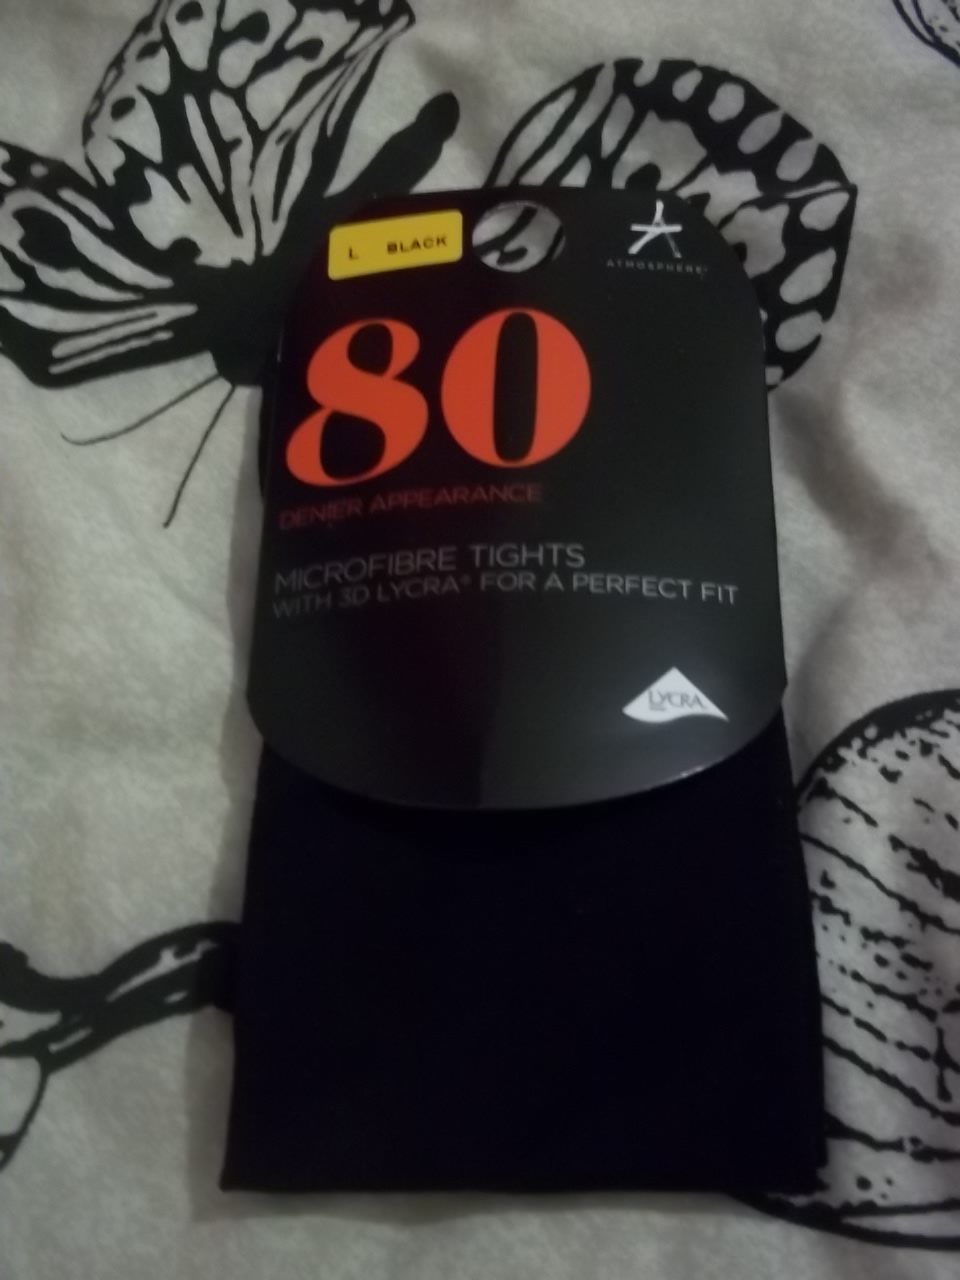 L BLACK
ATMOSPHERE
80
DENIER APPEARANCE
MICROFIBRE TIGHTS
WITH 3D LYCRA® FOR A PERFECT FIT
LYCRA